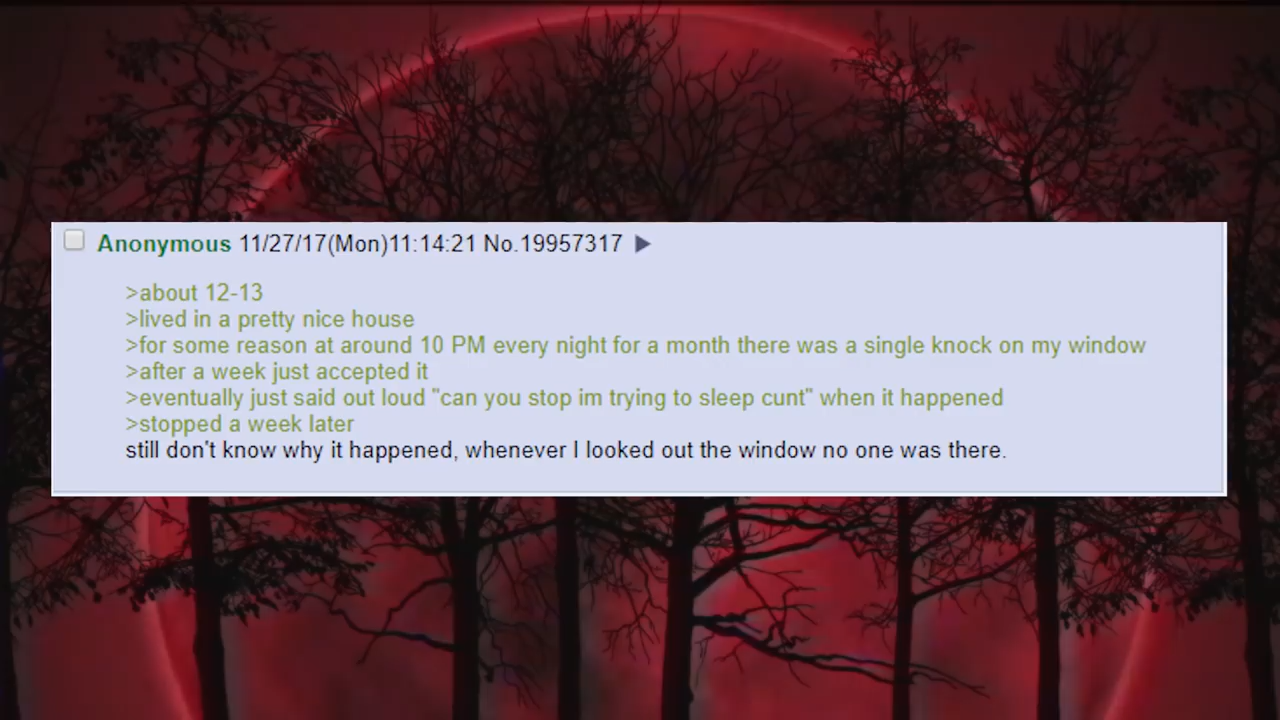 Anonymous 11/27/17(Mon)11:14:21 No.19957317
>about 12-13
>lived in a pretty nice house
>for some reason at around 10 PM every night for a month there was a single knock on my window
>after a week just accepted it
>eventually just said out loud "can you stop im trying to sleep cunt" when it happened
>stopped a week later
still don't know why it happened, whenever I looked out the window no one was there.